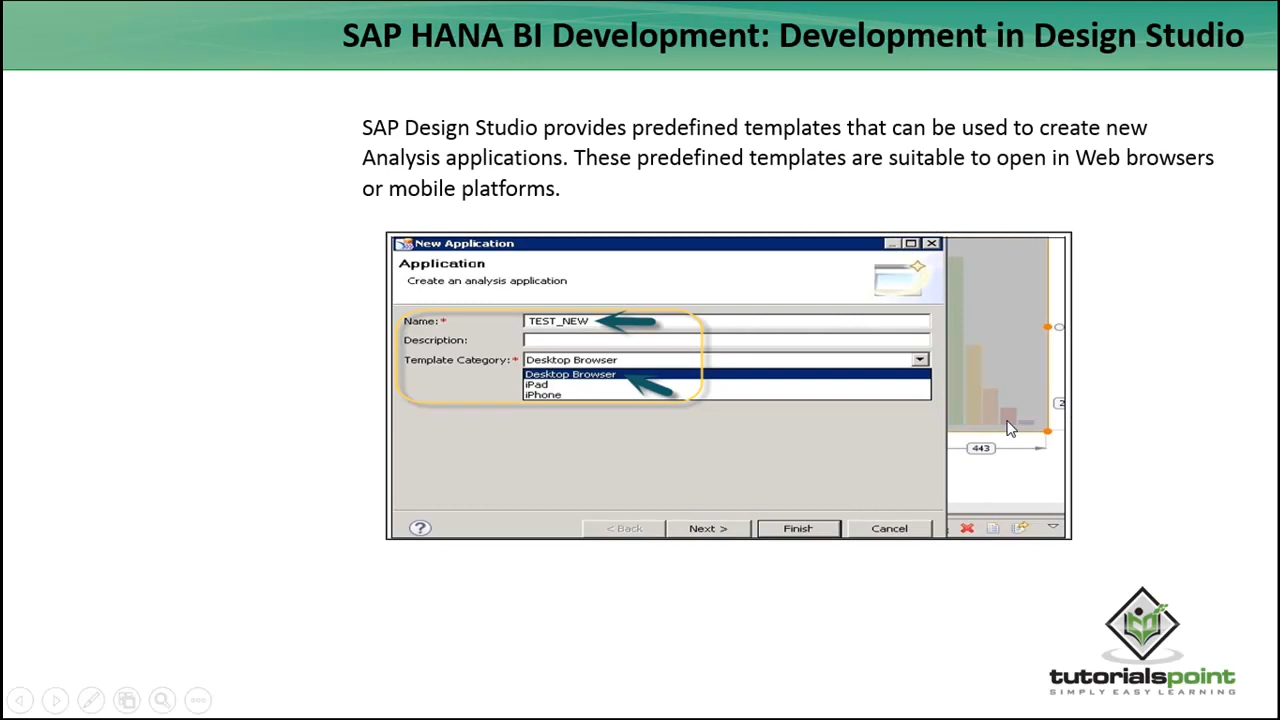 SAP HANA BI Development: Development in Design Studio
SAP Design Studio provides predefined templates that can be used to create new
Analysis applications. These predefined templates are suitable to open in Web browsers
or mobile platforms.
New Application
Application
Create an analysis application
Name: *
TEST_NEW
Description:
Template Category: *
Desktop Browser
Desktop Browser
iPad
iPhone
2
443
?
< Back
Next >
Finish
Cancel
tutorialspoint
SIMPLY EASY LEARNING